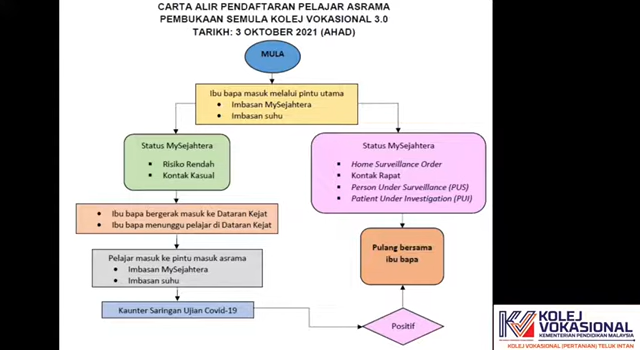 CARTA ALIR PENDAFTARAN PELAJAR ASRAMA
PEMBUKAAN SEMULA KOLEJ VOKASIONAL 3.0
TARIKH: 3 OKTOBER 2021 (AHAD)
MULA
Ibu bapa masuk melalui pintu utama
• Imbasan MySejahtera
• Imbasan suhu
Status MySejahtera
• Risiko Rendah
• Kontak Kasual
Status MySejahtera
• Home Surveillance Order
• Kontak Rapat
• Person Under Surveillance (PUS)
• Patient Under Investigation (PUI)
• Ibu bapa bergerak masuk ke Dataran Kejat
• Ibu bapa menunggu pelajar di Dataran Kejat
Pelajar masuk ke pintu masuk asrama
• Imbasan MySejahtera
• Imbasan suhu
Kaunter Saringan Ujian Covid-19
Positif
Pulang bersama
ibu bapa
KOLEJ
VOKASIONAL
KEMENTERIAN PENDIDIKAN MALAYSIA
KOLEJ VOKASIONAL (PERTANIAN) TELUK INTAN